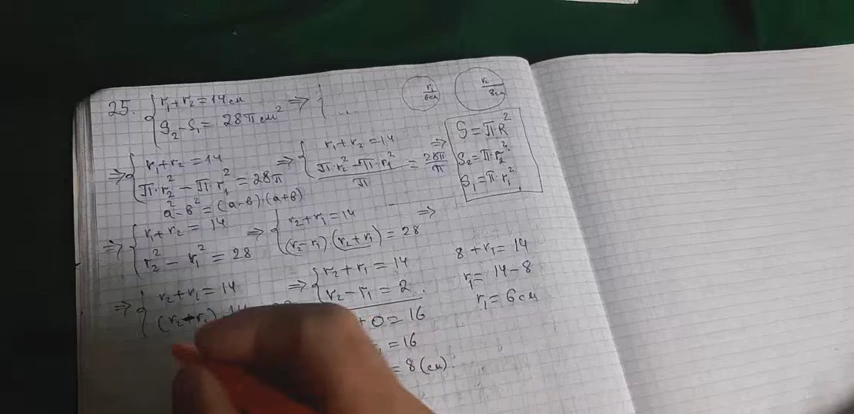 25. { r₁ + r₂ = 14 см ⇒ { ...
S₂ - S₁ = 28π см²
r₁ 6см
r₂ 8см
⇒ { r₁ + r₂ = 14 ⇒ { r₁ + r₂ = 14 ⇒
π·r₂² - π·r₁² = 28π
π·r₂² - π·r₁² / π = 28π / π
S = πR²
S₂ = π·r₂²
S₁ = π·r₁²
a² - b² = (a-b)·(a+b)
⇒ { r₁ + r₂ = 14 ⇒ { r₂ + r₁ = 14 ⇒
r₂² - r₁² = 28
(r₂ - r₁)(r₂ + r₁) = 28
⇒ { r₂ + r₁ = 14 ⇒ { r₂ + r₁ = 14
r₂ - r₁ = 2
+ 0 = 16
= 16
= 8 (см)
8 + r₁ = 14
r₁ = 14 - 8
r₁ = 6см